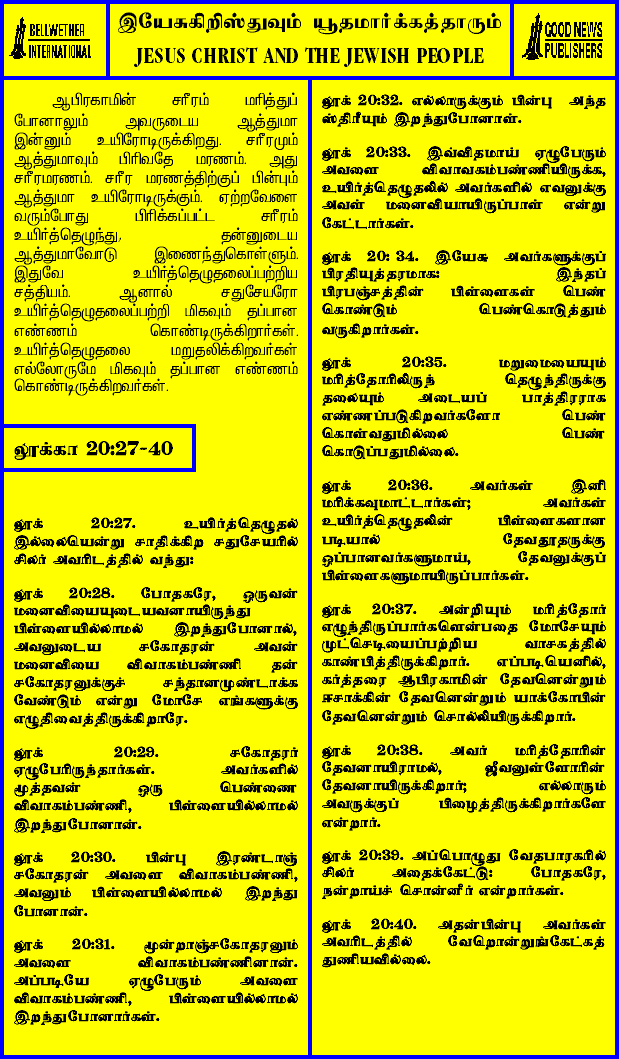 BELLWETHER
INTERNATIONAL
இயேசுகிறிஸ்துவும் யூதமார்க்கத்தாரும்
JESUS CHRIST AND THE JEWISH PEOPLE
GOOD NEWS
PUBLISHERS
ஆபிரகாமின் சரீரம் மரித்துப்
போனாலும் அவருடைய ஆத்துமா
இன்னும் உயிரோடிருக்கிறது. சரீரமும்
ஆத்துமாவும் பிரிவதே மரணம். அது
சரீரமரணம். சரீர மரணத்திற்குப் பின்பும்
ஆத்துமா உயிரோடிருக்கும். ஏற்றவேளை
வரும்போது பிரிக்கப்பட்ட சரீரம்
உயிர்த்தெழுந்து, தன்னுடைய
ஆத்துமாவோடு இணைந்துகொள்ளும்.
இதுவே உயிர்த்தெழுதலைப்பற்றிய
சத்தியம். ஆனால் சதுசேயரோ
உயிர்த்தெழுதலைப்பற்றி மிகவும் தப்பான
எண்ணம் கொண்டிருக்கிறார்கள்.
உயிர்த்தெழுதலை மறுதலிக்கிறவர்கள்
எல்லோருமே மிகவும் தப்பான எண்ணம்
கொண்டிருக்கிறவர்கள்.
லூக்கா 20:27-40
லூக் 20:27. உயிர்த்தெழுதல்
இல்லையென்று சாதிக்கிற சதுசேயரில்
சிலர் அவரிடத்தில் வந்து:
லூக் 20:28. போதகரே, ஒருவன்
மனைவியையுடையவனாயிருந்து
பிள்ளையில்லாமல் இறந்துபோனால்,
அவனுடைய சகோதரன் அவன்
மனைவியை விவாகம்பண்ணி தன்
சகோதரனுக்குச் சந்தானமுண்டாக்க
வேண்டும் என்று மோசே எங்களுக்கு
எழுதிவைத்திருக்கிறாரே.
லூக் 20:29. சகோதரர்
ஏழுபேரிருந்தார்கள். அவர்களில்
மூத்தவன் ஒரு பெண்ணை
விவாகம்பண்ணி, பிள்ளையில்லாமல்
இறந்துபோனான்.
லூக் 20:30. பின்பு இரண்டாஞ்
சகோதரன் அவளை விவாகம்பண்ணி,
அவனும் பிள்ளையில்லாமல் இறந்து
போனான்.
லூக் 20:31. மூன்றாஞ்சகோதரனும்
அவளை விவாகம்பண்ணினான்.
அப்படியே ஏழுபேரும் அவளை
விவாகம்பண்ணி, பிள்ளையில்லாமல்
இறந்துபோனார்கள்.
லூக் 20:32. எல்லாருக்கும் பின்பு அந்த
ஸ்திரீயும் இறந்துபோனாள்.
லூக் 20:33. இவ்விதமாய் ஏழுபேரும்
அவளை விவாவகம்பண்ணியிருக்க,
உயிர்த்தெழுதலில் அவர்களில் எவனுக்கு
அவள் மனைவியாயிருப்பாள் என்று
கேட்டார்கள்.
லூக் 20: 34. இயேசு அவர்களுக்குப்
பிரதியுத்தரமாக: இந்தப்
பிரபஞ்சத்தின் பிள்ளைகள் பெண்
கொண்டும் பெண்கொடுத்தும்
வருகிறார்கள்.
லூக் 20:35. மறுமையையும்
மரித்தோரிலிருந் தெழுந்திருக்கு
தலையும் அடையப் பாத்திரராக
எண்ணப்படுகிறவர்களோ பெண்
கொள்வதுமில்லை பெண்
கொடுப்பதுமில்லை.
லூக் 20:36. அவர்கள் இனி
மரிக்கவுமாட்டார்கள்; அவர்கள்
உயிர்த்தெழுதலின் பிள்ளைகளான
படியால் தேவதூதருக்கு
ஒப்பானவர்களுமாய், தேவனுக்குப்
பிள்ளைகளுமாயிருப்பார்கள்.
லூக் 20:37. அன்றியும் மரித்தோர்
எழுந்திருப்பார்களென்பதை மோசேயும்
முட்செடியைப்பற்றிய வாசகத்தில்
காண்பித்திருக்கிறார். எப்படியெனில்,
கர்த்தரை ஆபிரகாமின் தேவனென்றும்
ஈசாக்கின் தேவனென்றும் யாக்கோபின்
தேவனென்றும் சொல்லியிருக்கிறார்.
லூக் 20:38. அவர் மரித்தோரின்
தேவனாயிராமல், ஜீவனுள்ளோரின்
தேவனாயிருக்கிறார்; எல்லாரும்
அவருக்குப் பிழைத்திருக்கிறார்களே
என்றார்.
லூக் 20:39. அப்பொழுது வேதபாரகரில்
சிலர் அதைக்கேட்டு: போதகரே,
நன்றாய்ச் சொன்னீர் என்றார்கள்.
லூக் 20:40. அதன்பின்பு அவர்கள்
அவரிடத்தில் வேறொன்றுங்கேட்கத்
துணியவில்லை.